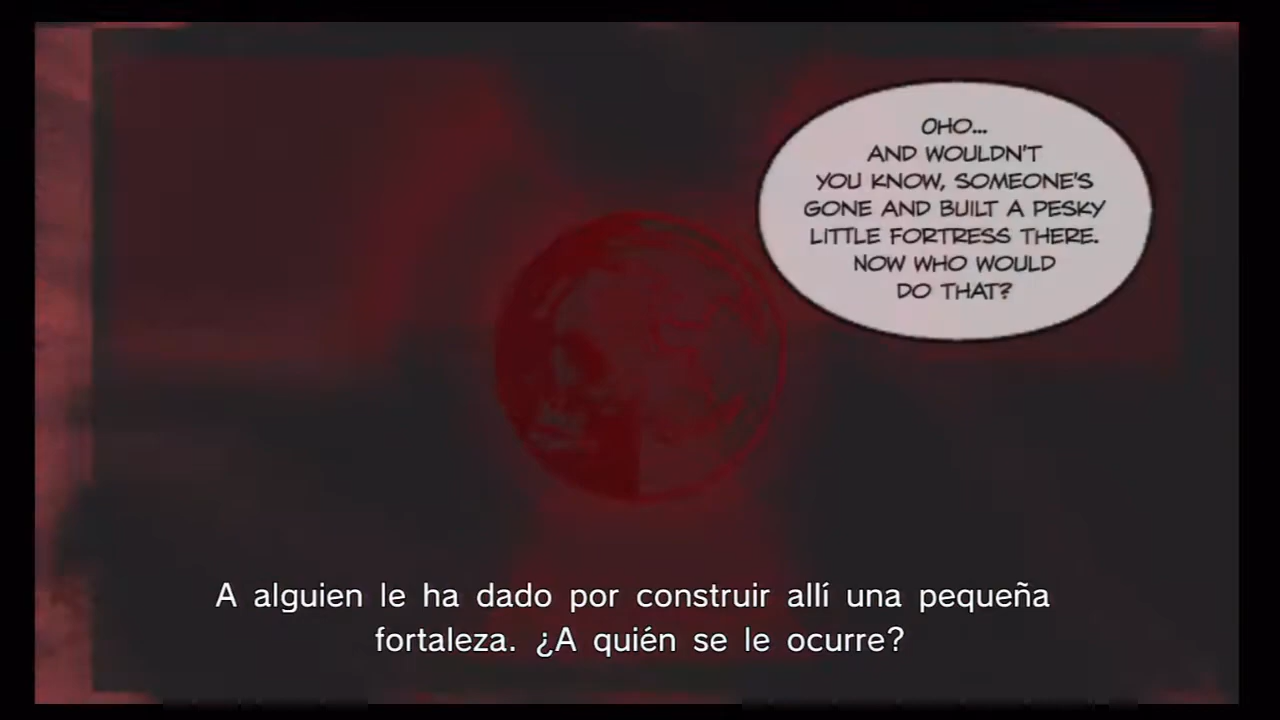 OHO...
AND WOULDN'T
YOU KNOW, SOMEONE'S
GONE AND BUILT A PESKY
LITTLE FORTRESS THERE.
NOW WHO WOULD
DO THAT?
A alguien le ha dado por construir allí una pequeña
fortaleza. ¿A quién se le ocurre?